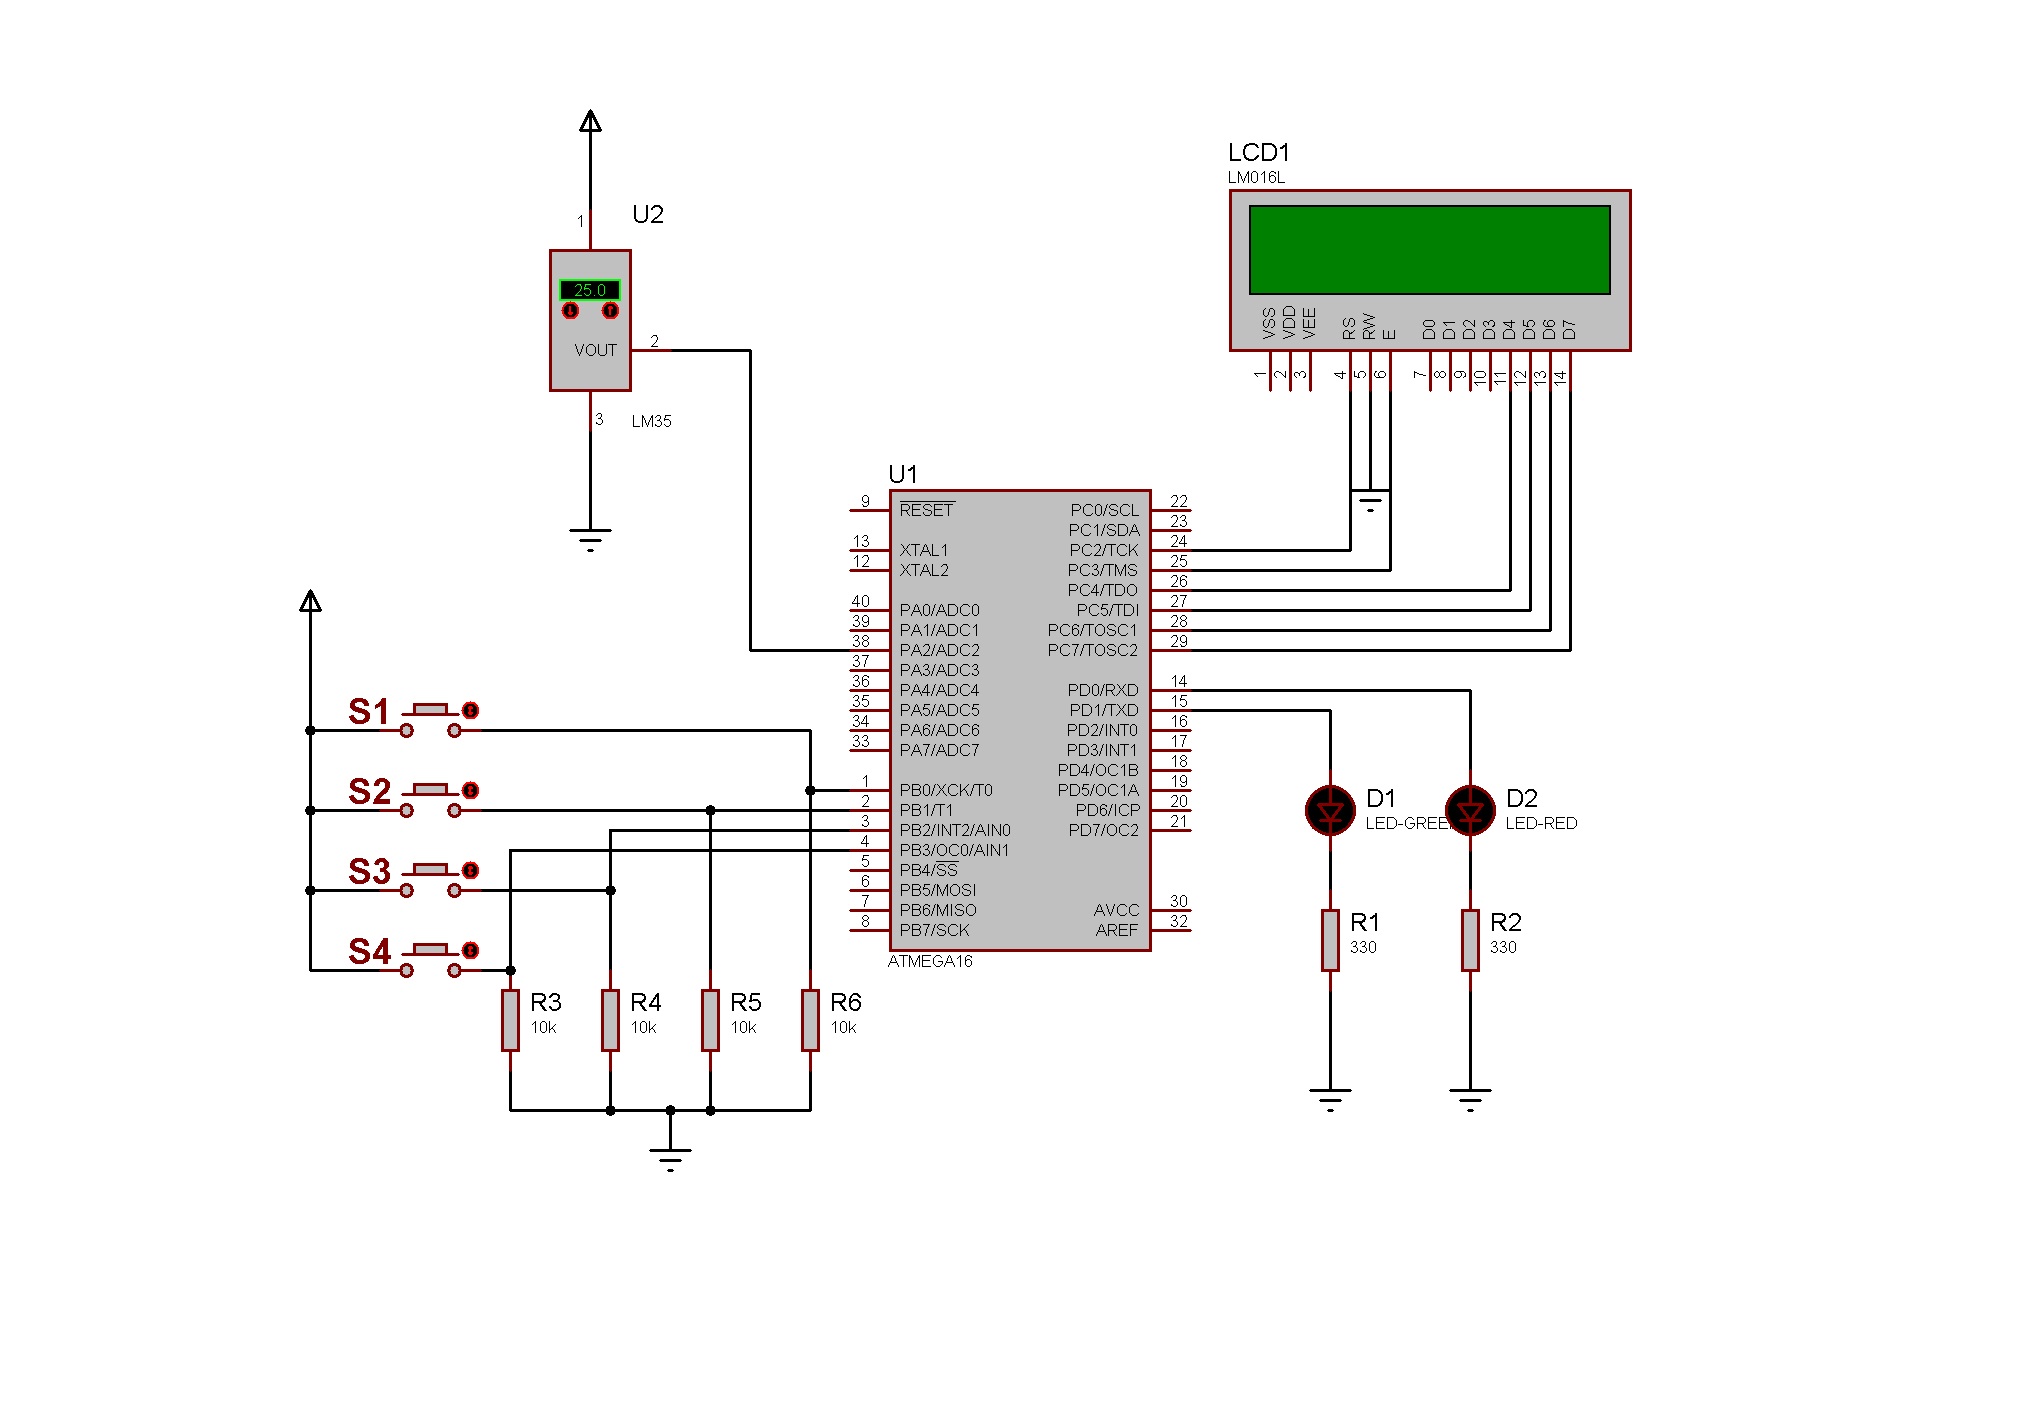 U2
1
25.0
VOUT
2
3
LM35
LCD1
LM016L
VSS
VDD
VEE
RS
RW
E
D0
D1
D2
D3
D4
D5
D6
D7
1
2
3
4
5
6
7
8
9
10
11
12
13
14
U1
9 RESET
13 XTAL1
12 XTAL2
40 PA0/ADC0
39 PA1/ADC1
38 PA2/ADC2
37 PA3/ADC3
36 PA4/ADC4
35 PA5/ADC5
34 PA6/ADC6
33 PA7/ADC7
1 PB0/XCK/T0
2 PB1/T1
3 PB2/INT2/AIN0
4 PB3/OC0/AIN1
5 PB4/SS
6 PB5/MOSI
7 PB6/MISO
8 PB7/SCK
PC0/SCL 22
PC1/SDA 23
PC2/TCK 24
PC3/TMS 25
PC4/TDO 26
PC5/TDI 27
PC6/TOSC1 28
PC7/TOSC2 29
PD0/RXD 14
PD1/TXD 15
PD2/INT0 16
PD3/INT1 17
PD4/OC1B 18
PD5/OC1A 19
PD6/ICP 20
PD7/OC2 21
AVCC 30
AREF 32
ATMEGA16
S1
S2
S3
S4
R3
10k
R4
10k
R5
10k
R6
10k
D1
LED-GREE
D2
LED-RED
R1
330
R2
330